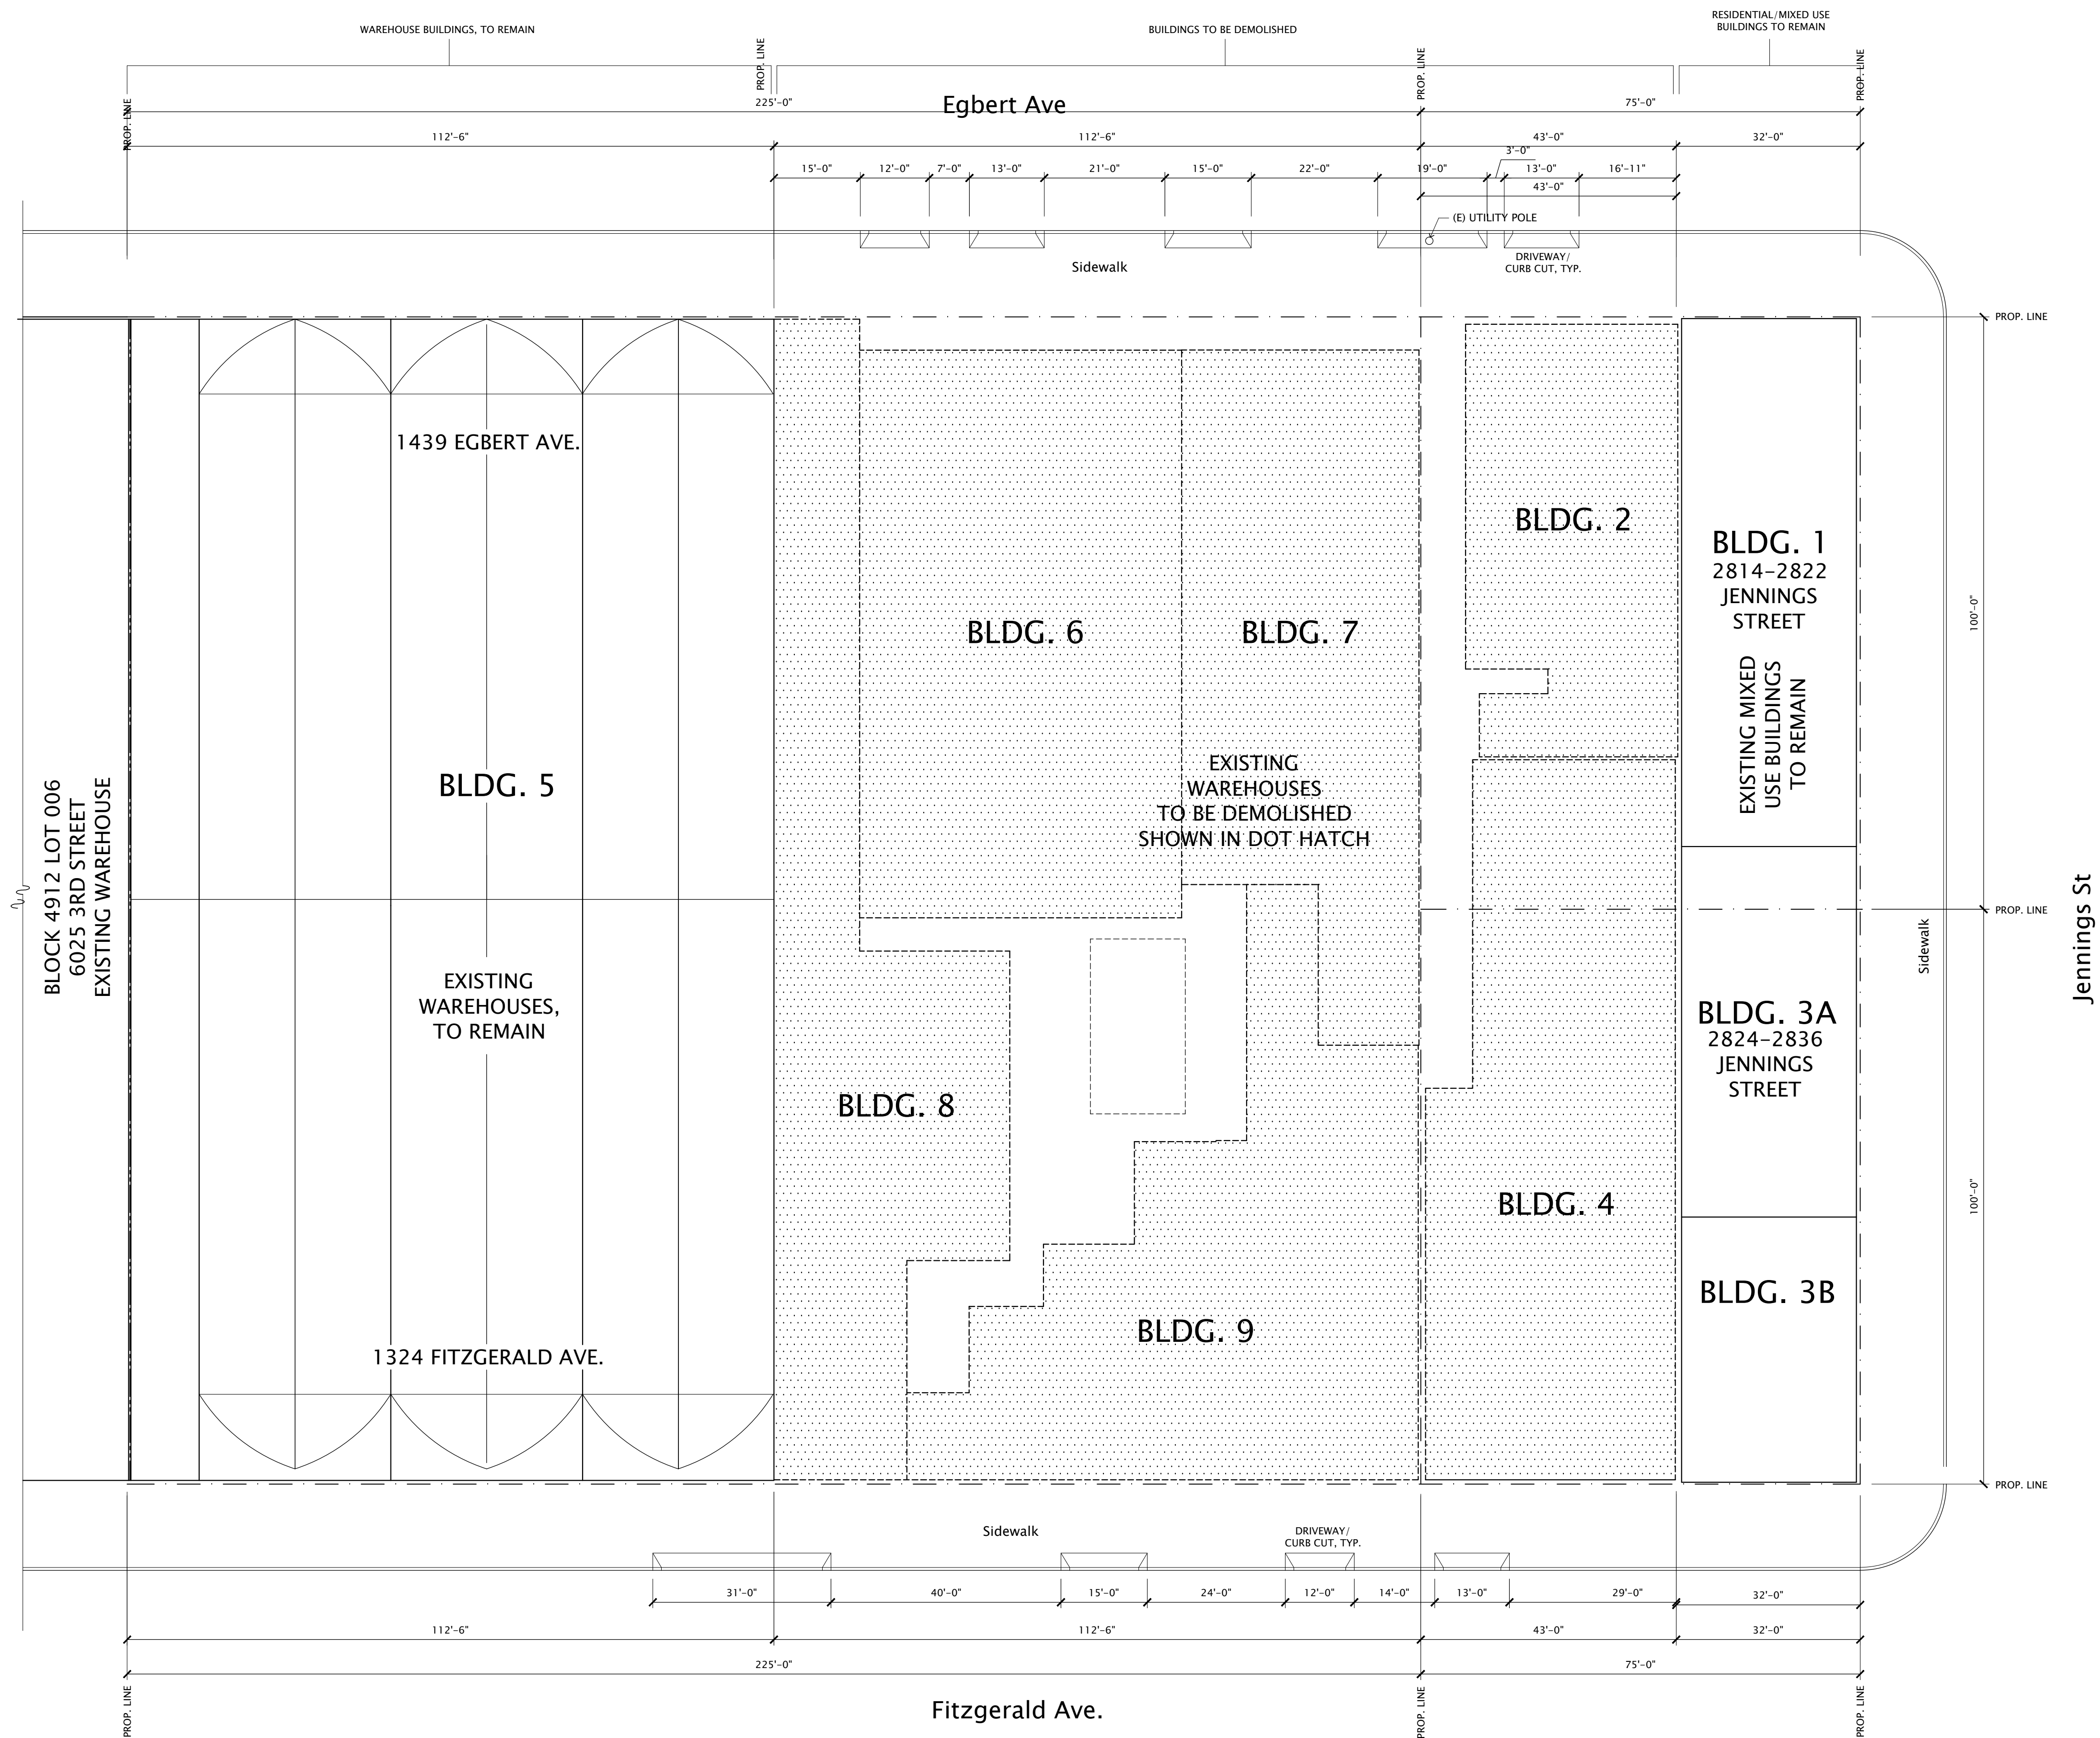 RESIDENTIAL/MIXED USE
BUILDINGS TO REMAIN
WAREHOUSE BUILDINGS, TO REMAIN
BUILDINGS TO BE DEMOLISHED
PROP. LINE
PROP. LINE
PROP. LINE
PROP. LINE
225'-0"
Egbert Ave
75'-0"
112'-6"
112'-6"
43'-0"
32'-0"
3'-0"
15'-0"
12'-0"
7'-0"
13'-0"
21'-0"
15'-0"
22'-0"
19'-0"
13'-0"
16'-11"
43'-0"
(E) UTILITY POLE
Sidewalk
DRIVEWAY/
CURB CUT, TYP.
PROP. LINE
1439 EGBERT AVE.
BLDG. 2
BLDG. 1
2814-2822
JENNINGS
STREET
EXISTING MIXED
USE BUILDINGS
TO REMAIN
100'-0"
BLDG. 6
BLDG. 7
BLDG. 5
EXISTING
WAREHOUSES
TO BE DEMOLISHED
SHOWN IN DOT HATCH
BLOCK 4912 LOT 006
6025 3RD STREET
EXISTING WAREHOUSE
PROP. LINE
Sidewalk
Jennings St
EXISTING
WAREHOUSES,
TO REMAIN
BLDG. 3A
2824-2836
JENNINGS
STREET
BLDG. 8
BLDG. 4
100'-0"
BLDG. 3B
BLDG. 9
1324 FITZGERALD AVE.
PROP. LINE
Sidewalk
DRIVEWAY/
CURB CUT, TYP.
31'-0"
40'-0"
15'-0"
24'-0"
12'-0"
14'-0"
13'-0"
29'-0"
32'-0"
112'-6"
112'-6"
43'-0"
32'-0"
225'-0"
75'-0"
PROP. LINE
Fitzgerald Ave.
PROP. LINE
PROP. LINE